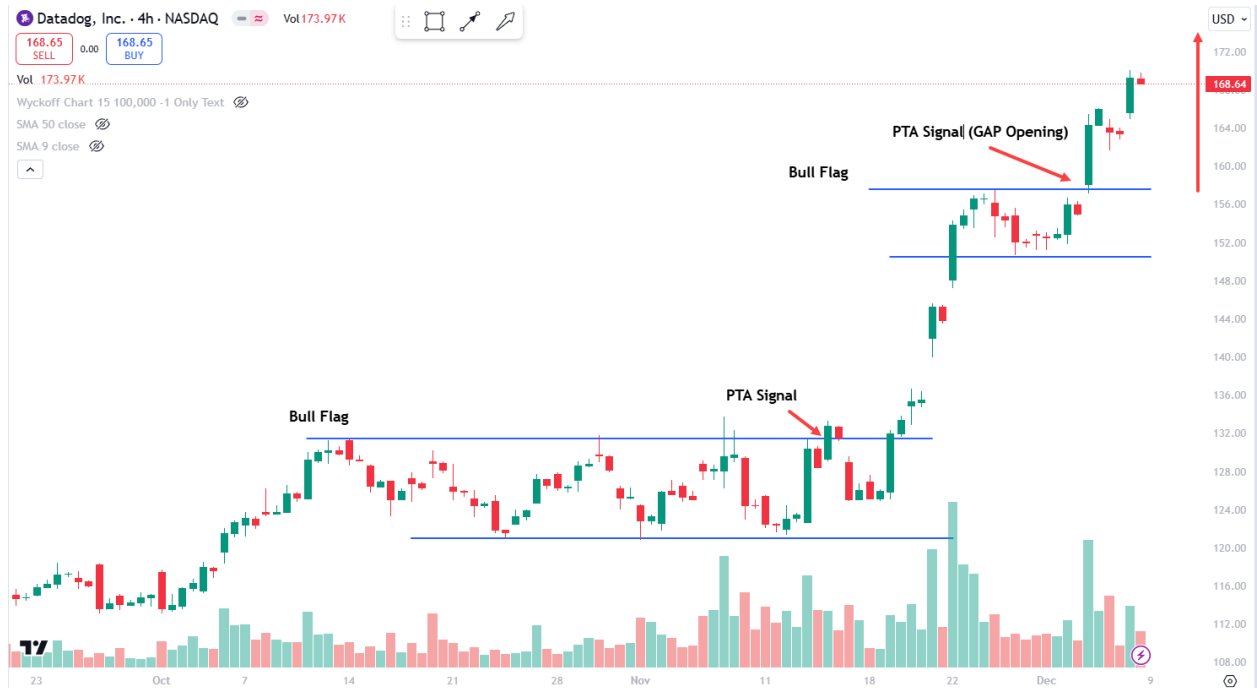 Datadog, Inc. · 4h · NASDAQ Vol173.97K
168.65 SELL 0.00 168.65 BUY
Vol 173.97K
Wyckoff Chart 15 100,000 -1 Only Text
SMA 50 close
SMA 9 close
USD
172.00
168.64
164.00
PTA Signal (GAP Opening)
160.00
Bull Flag
156.00
152.00
148.00
144.00
140.00
136.00
PTA Signal
Bull Flag
132.00
128.00
124.00
120.00
116.00
112.00
108.00
23 Oct 7 14 21 28 Nov 11 18 22 Dec 9